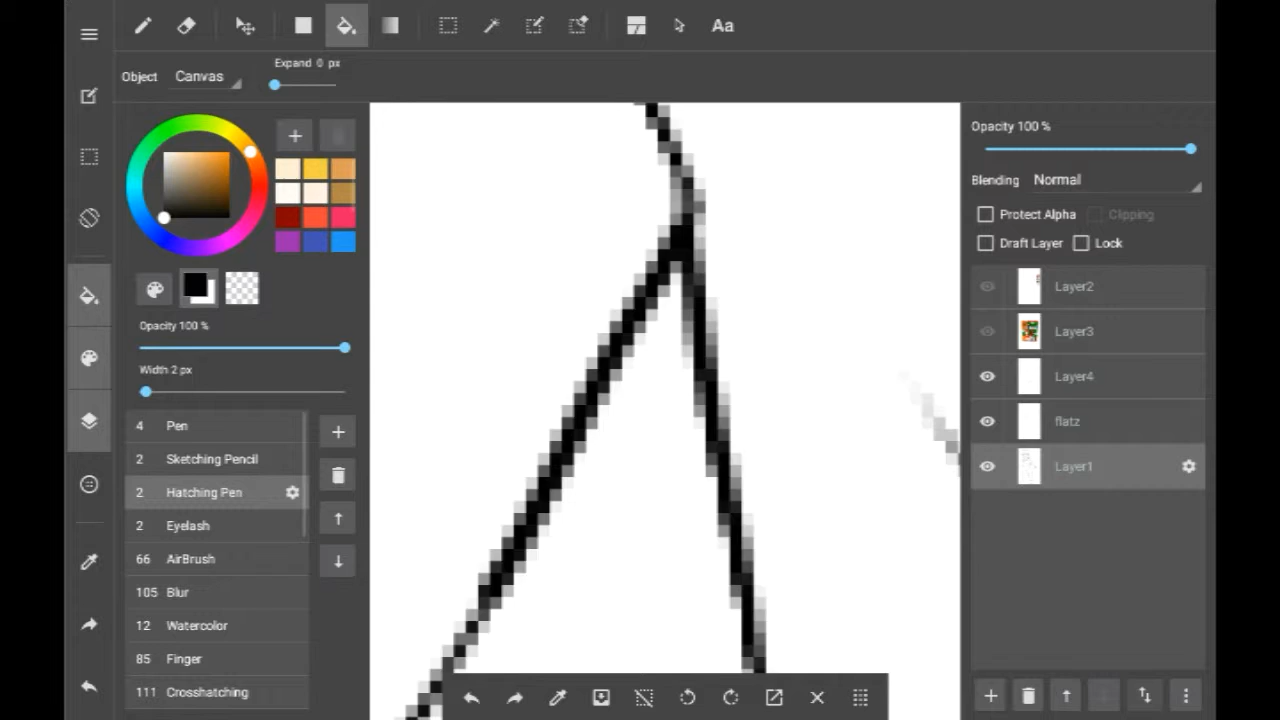 Aa
Object Canvas
Expand 0 px
Opacity 100 %
Width 2 px
4 Pen
2 Sketching Pencil
2 Hatching Pen
2 Eyelash
66 AirBrush
105 Blur
12 Watercolor
85 Finger
111 Crosshatching
Opacity 100 %
Blending Normal
Protect Alpha Clipping
Draft Layer Lock
Layer2
Layer3
Layer4
flatz
Layer1